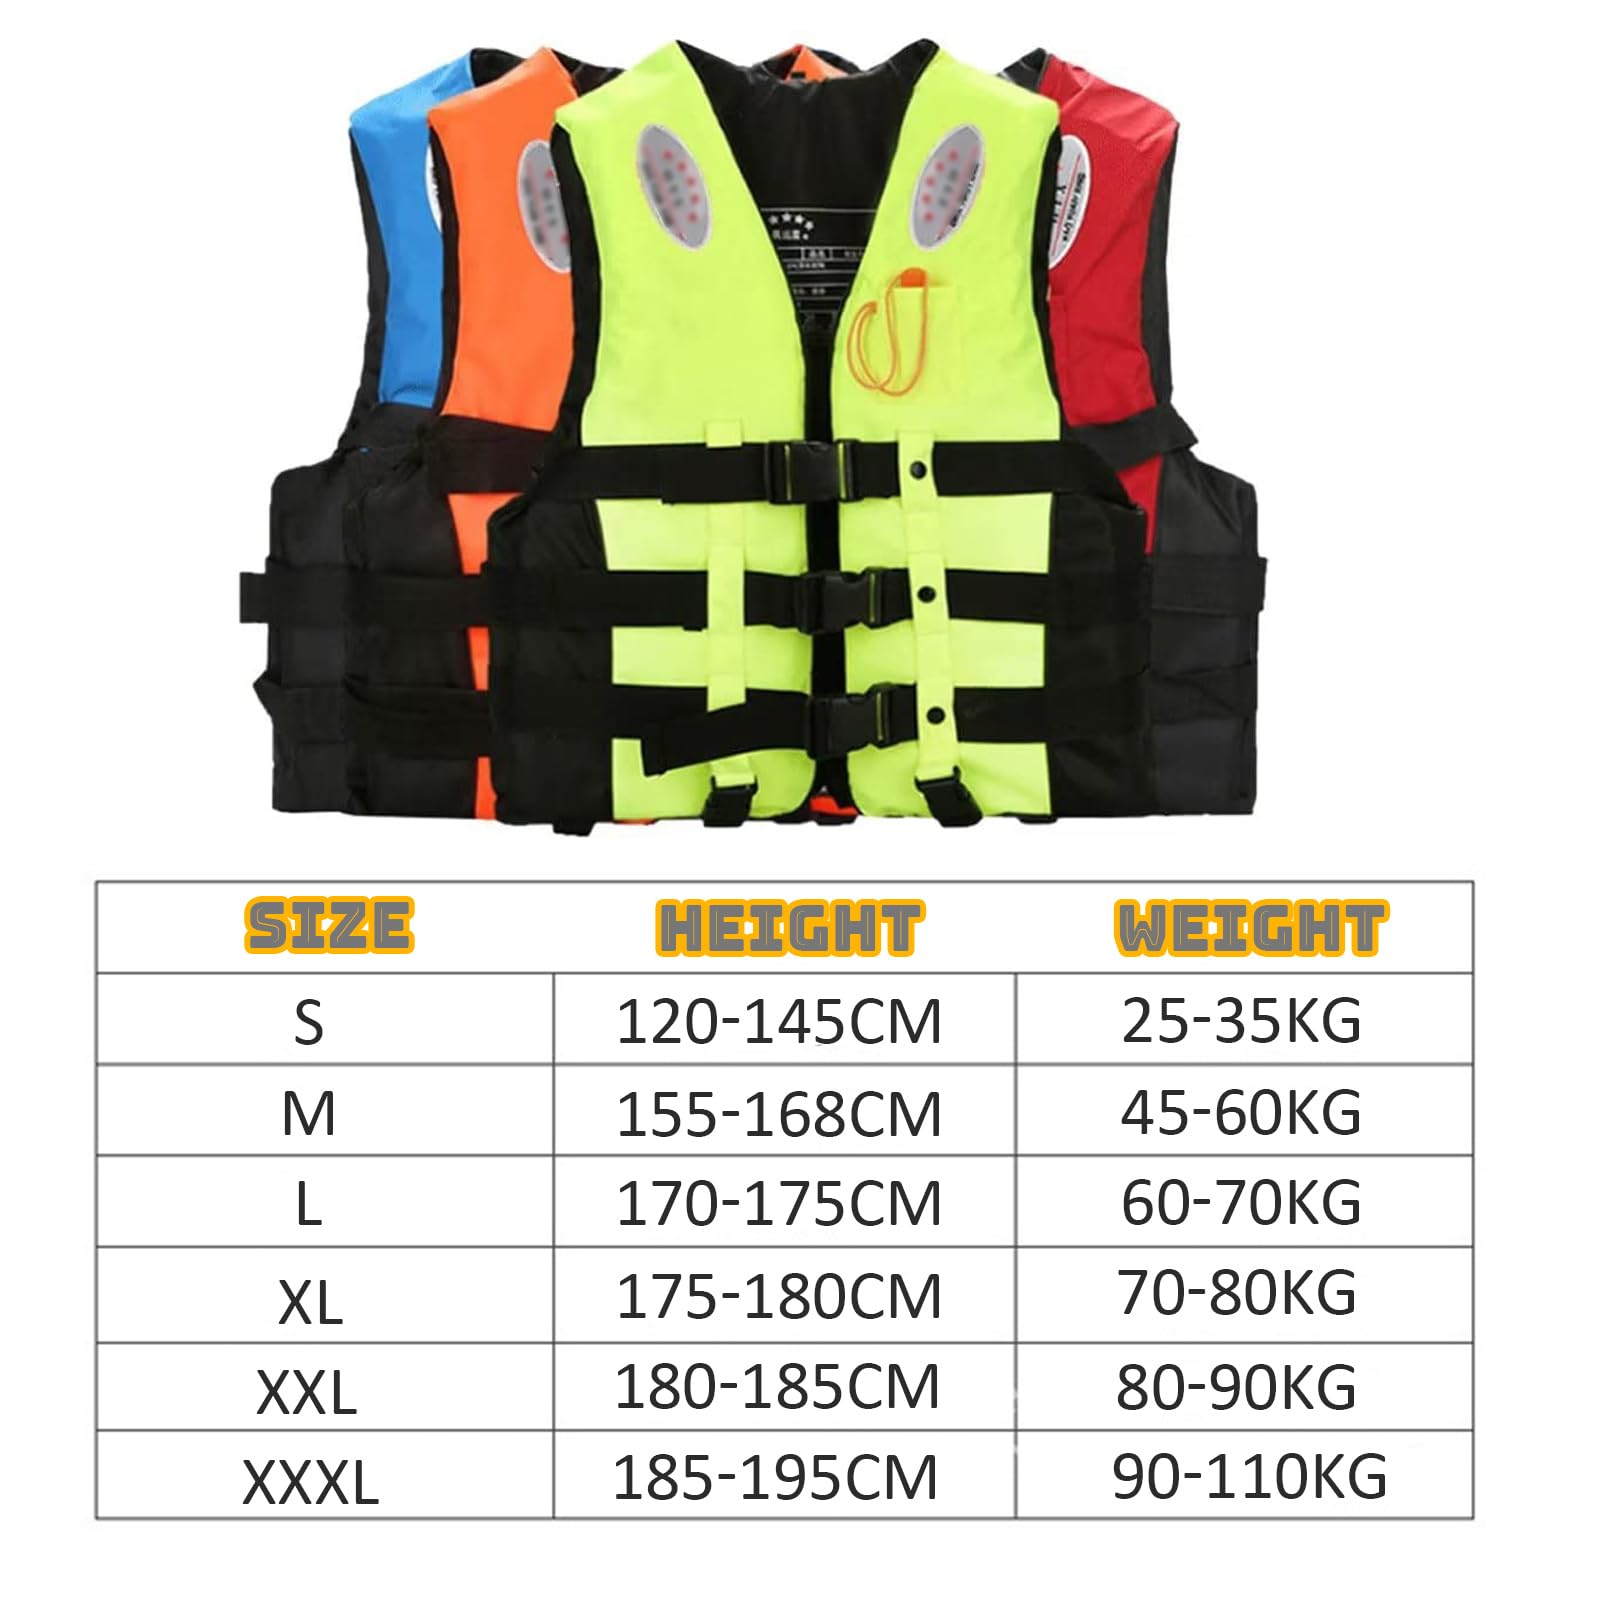 SIZE HEIGHT WEIGHT
S 120-145CM 25-35KG
M 155-168CM 45-60KG
L 170-175CM 60-70KG
XL 175-180CM 70-80KG
XXL 180-185CM 80-90KG
XXXL 185-195CM 90-110KG